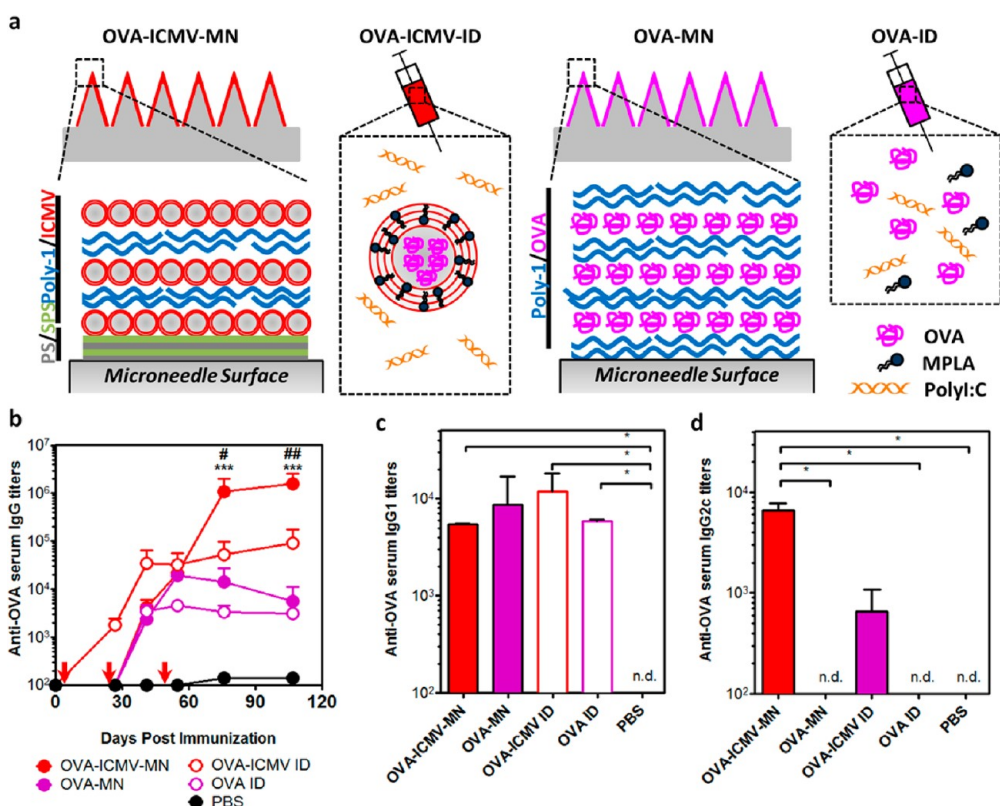 a
OVA-ICMV-MN
OVA-ICMV-ID
OVA-MN
OVA-ID
PS/SPS
Poly-1/ICMV
Microneedle Surface
Poly-1/OVA
Microneedle Surface
OVA
MPLA
PolyI:C
b
Anti-OVA serum IgG titers
10⁷
10⁶
10⁵
10⁴
10³
10²
#
***
##
***
0 30 60 90 120
Days Post Immunization
OVA-ICMV-MN
OVA-ICMV ID
OVA-MN
OVA ID
PBS
c
Anti-OVA serum IgG1 titers
10⁴
10³
10²
*
*
*
n.d.
OVA-ICMV-MN
OVA-MN
OVA-ICMV ID
OVA ID
PBS
d
Anti-OVA serum IgG2c titers
10⁴
10³
10²
*
*
*
n.d.
n.d.
n.d.
OVA-ICMV-MN
OVA-MN
OVA-ICMV ID
OVA ID
PBS